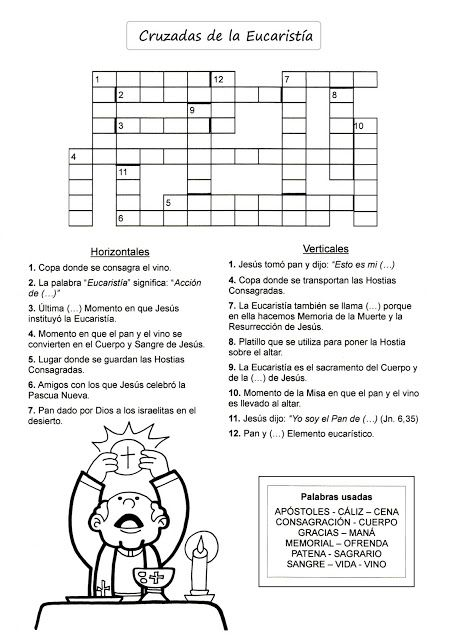 Cruzadas de la Eucaristía
1 12 7
2 8
9
3 10
4
11
5
6
Horizontales
1. Copa donde se consagra el vino.
2. La palabra “Eucaristía” significa: “Acción
de (...)”
3. Última (...) Momento en que Jesús
instituyó la Eucaristía.
4. Momento en que el pan y el vino se
convierten en el Cuerpo y Sangre de Jesús.
5. Lugar donde se guardan las Hostias
Consagradas.
6. Amigos con los que Jesús celebró la
Pascua Nueva.
7. Pan dado por Dios a los israelitas en el
desierto.
Verticales
1. Jesús tomó pan y dijo: “Esto es mi (...)
4. Copa donde se transportan las Hostias
Consagradas.
7. La Eucaristía también se llama (...) porque
en ella hacemos Memoria de la Muerte y la
Resurrección de Jesús.
8. Platillo que se utiliza para poner la Hostia
sobre el altar.
9. La Eucaristía es el sacramento del Cuerpo y
de la (...) de Jesús.
10. Momento de la Misa en que el pan y el vino
es llevado al altar.
11. Jesús dijo: “Yo soy el Pan de (...) (Jn. 6,35)
12. Pan y (...) Elemento eucarístico.
Palabras usadas
APÓSTOLES - CÁLIZ – CENA
CONSAGRACIÓN - CUERPO
GRACIAS – MANÁ
MEMORIAL – OFRENDA
PATENA - SAGRARIO
SANGRE – VIDA - VINO